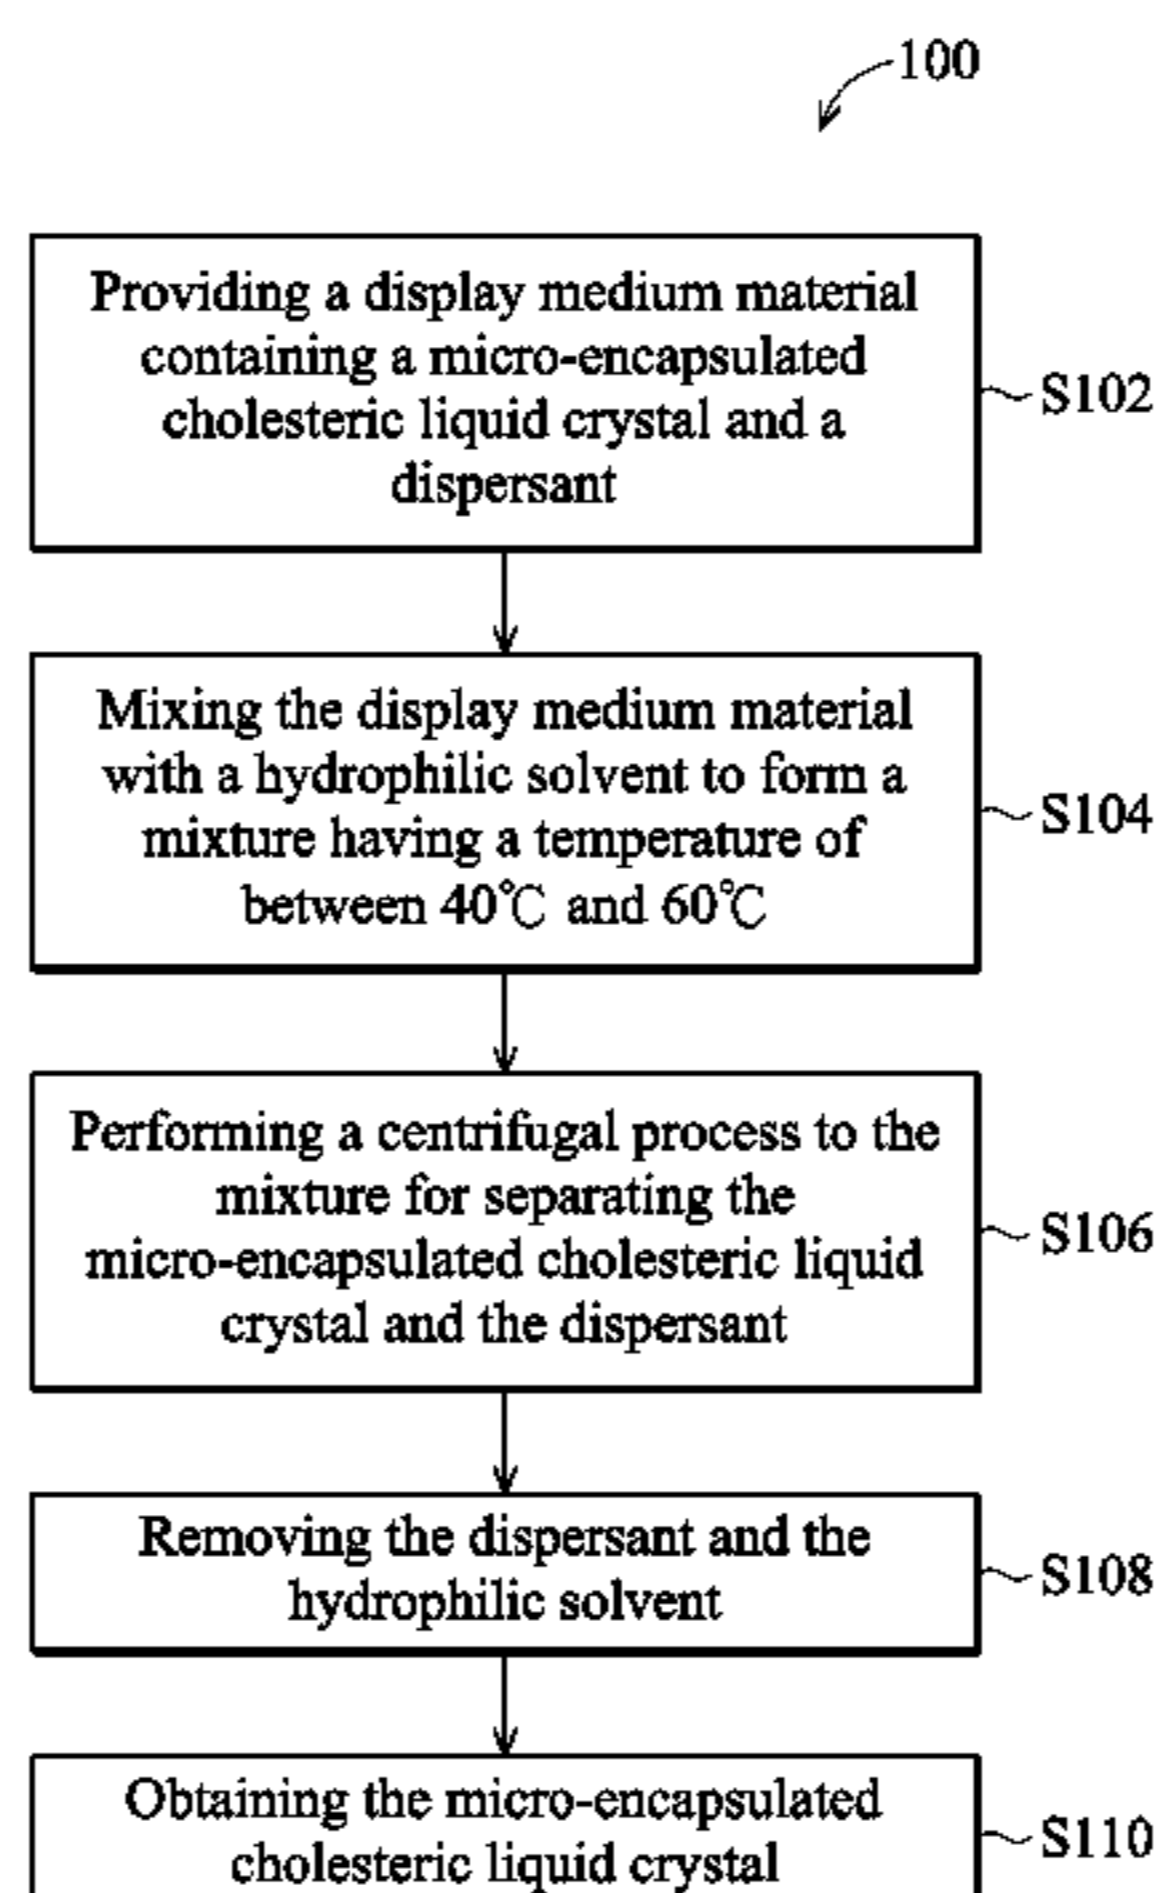 100
Providing a display medium material
containing a micro-encapsulated
cholesteric liquid crystal and a
dispersant
S102
Mixing the display medium material
with a hydrophilic solvent to form a
mixture having a temperature of
between 40℃ and 60℃
S104
Performing a centrifugal process to the
mixture for separating the
micro-encapsulated cholesteric liquid
crystal and the dispersant
S106
Removing the dispersant and the
hydrophilic solvent
S108
Obtaining the micro-encapsulated
cholesteric liquid crystal
S110